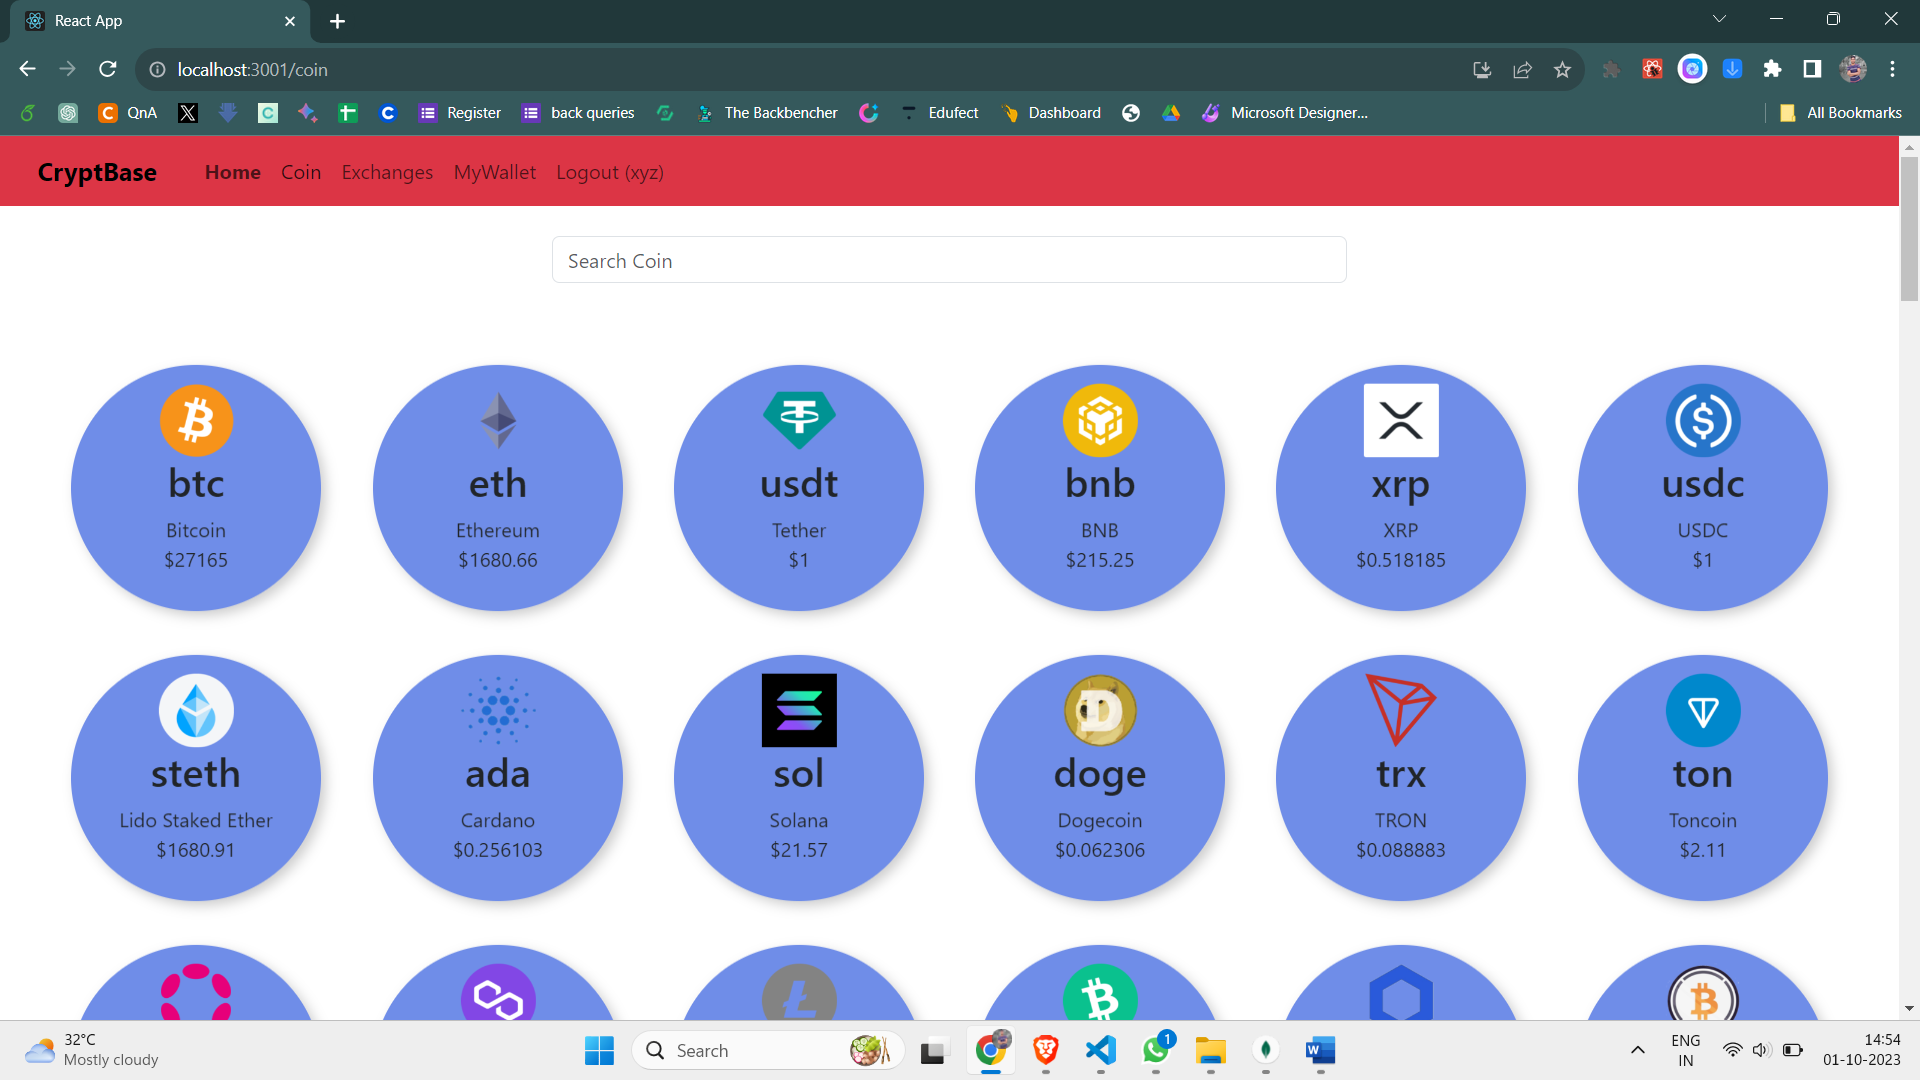 React App
localhost:3001/coin
QnA
Register
back queries
The Backbencher
Edufect
Dashboard
Microsoft Designer...
All Bookmarks
CryptBase Home Coin Exchanges MyWallet Logout (xyz)
Search Coin
btc
Bitcoin
$27165
eth
Ethereum
$1680.66
usdt
Tether
$1
bnb
BNB
$215.25
xrp
XRP
$0.518185
usdc
USDC
$1
steth
Lido Staked Ether
$1680.91
ada
Cardano
$0.256103
sol
Solana
$21.57
doge
Dogecoin
$0.062306
trx
TRON
$0.088883
ton
Toncoin
$2.11
32°C
Mostly cloudy
Search
1
ENG
IN
14:54
01-10-2023